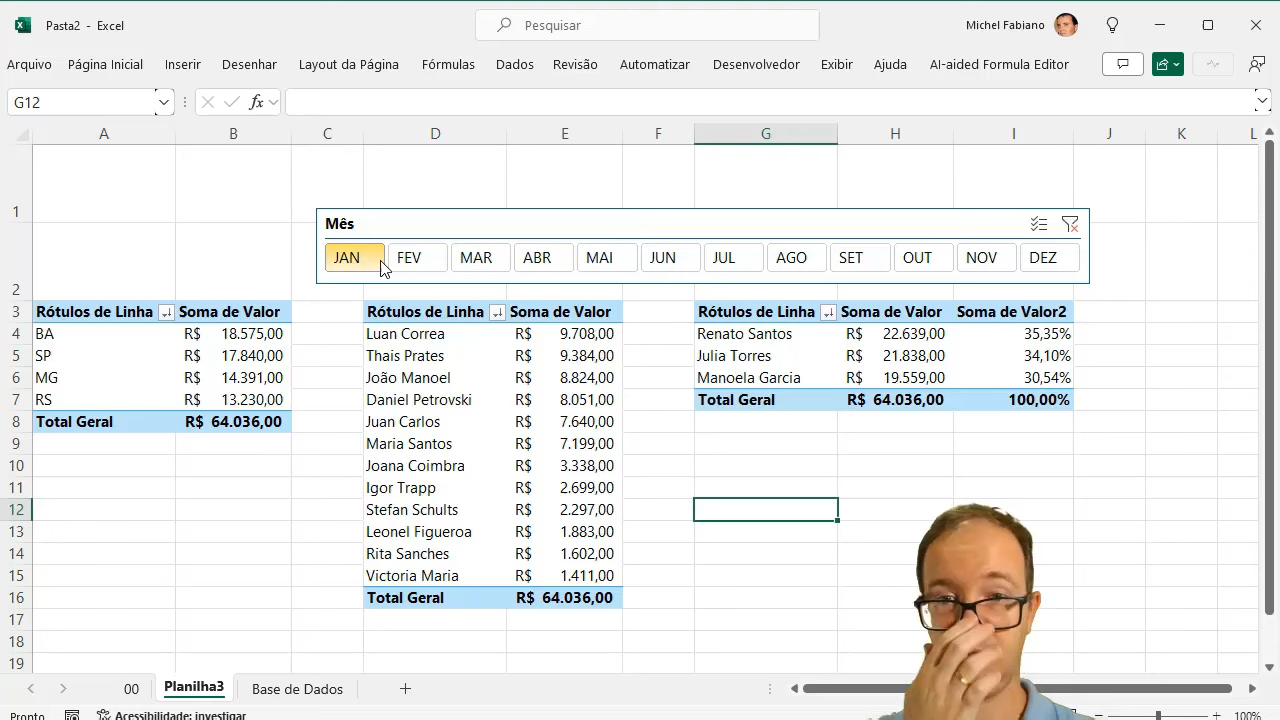 Pasta2 - Excel
Pesquisar
Michel Fabiano
Arquivo Página Inicial Inserir Desenhar Layout da Página Fórmulas Dados Revisão Automatizar Desenvolvedor Exibir Ajuda AI-aided Formula Editor
G12 fx
A B C D E F G H I J K L
1
Mês
JAN FEV MAR ABR MAI JUN JUL AGO SET OUT NOV DEZ
2
3 Rótulos de Linha Soma de Valor Rótulos de Linha Soma de Valor Rótulos de Linha Soma de Valor Soma de Valor2
4 BA R$ 18.575,00 Luan Correa R$ 9.708,00 Renato Santos R$ 22.639,00 35,35%
5 SP R$ 17.840,00 Thais Prates R$ 9.384,00 Julia Torres R$ 21.838,00 34,10%
6 MG R$ 14.391,00 João Manoel R$ 8.824,00 Manoela Garcia R$ 19.559,00 30,54%
7 RS R$ 13.230,00 Daniel Petrovski R$ 8.051,00 Total Geral R$ 64.036,00 100,00%
8 Total Geral R$ 64.036,00 Juan Carlos R$ 7.640,00
9 Maria Santos R$ 7.199,00
10 Joana Coimbra R$ 3.338,00
11 Igor Trapp R$ 2.699,00
12 Stefan Schults R$ 2.297,00
13 Leonel Figueroa R$ 1.883,00
14 Rita Sanches R$ 1.602,00
15 Victoria Maria R$ 1.411,00
16 Total Geral R$ 64.036,00
17
18
19
00 Planilha3 Base de Dados
Pronto Acessibilidade: investigar 100%